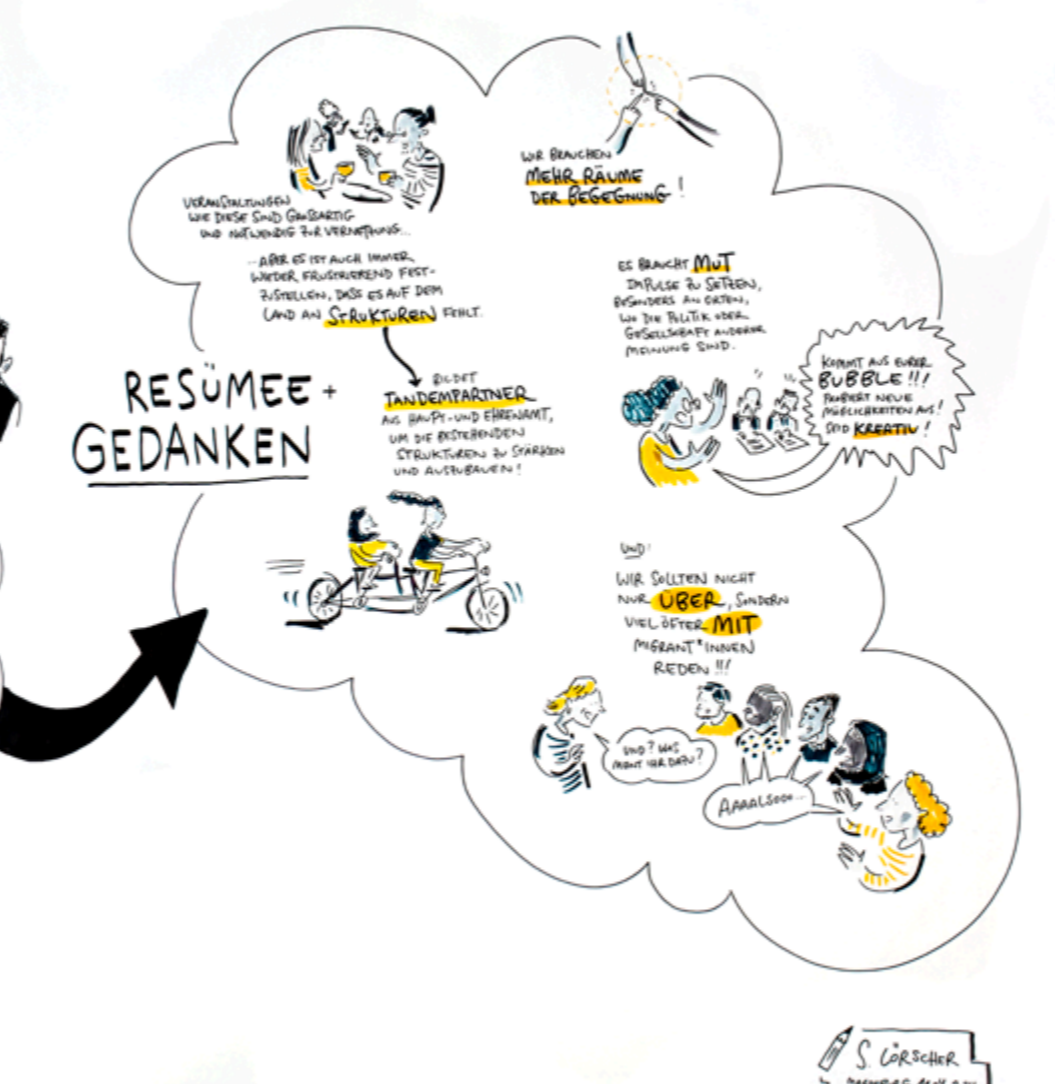 RESÜMEE +
GEDANKEN
VERANSTALTUNGEN
WIE DIESE SIND GROßARTIG
UND NOTWENDIG ZUR VERNETZUNG...
...ABER ES IST AUCH IMMER
WIEDER FRUSTRIEREND FEST-
ZUSTELLEN, DASS ES AUF DEM
LAND AN STRUKTUREN FEHLT.
BILDET
TANDEMPARTNER
AUS HAUPT- UND EHRENAMT,
UM DIE BESTEHENDEN
STRUKTUREN ZU STÄRKEN
UND AUSZUBAUEN!
WIR BRAUCHEN
MEHR RÄUME
DER BEGEGNUNG!
ES BRAUCHT MUT
IMPULSE ZU SETZEN,
BESONDERS AN ORTEN,
WO DIE POLITIK ODER
GESELLSCHAFT ANDERER
MEINUNG SIND.
KOMMT AUS EURER
BUBBLE!!!
PROBIERT NEUE
MÖGLICHKEITEN AUS!
SEID KREATIV!
UND:
WIR SOLLTEN NICHT
NUR ÜBER, SONDERN
VIEL ÖFTER MIT
MIGRANT*INNEN
REDEN!!!
UND? WAS
MEINT IHR DAZU?
AAAALSOOO...
S. LÖRSCHER